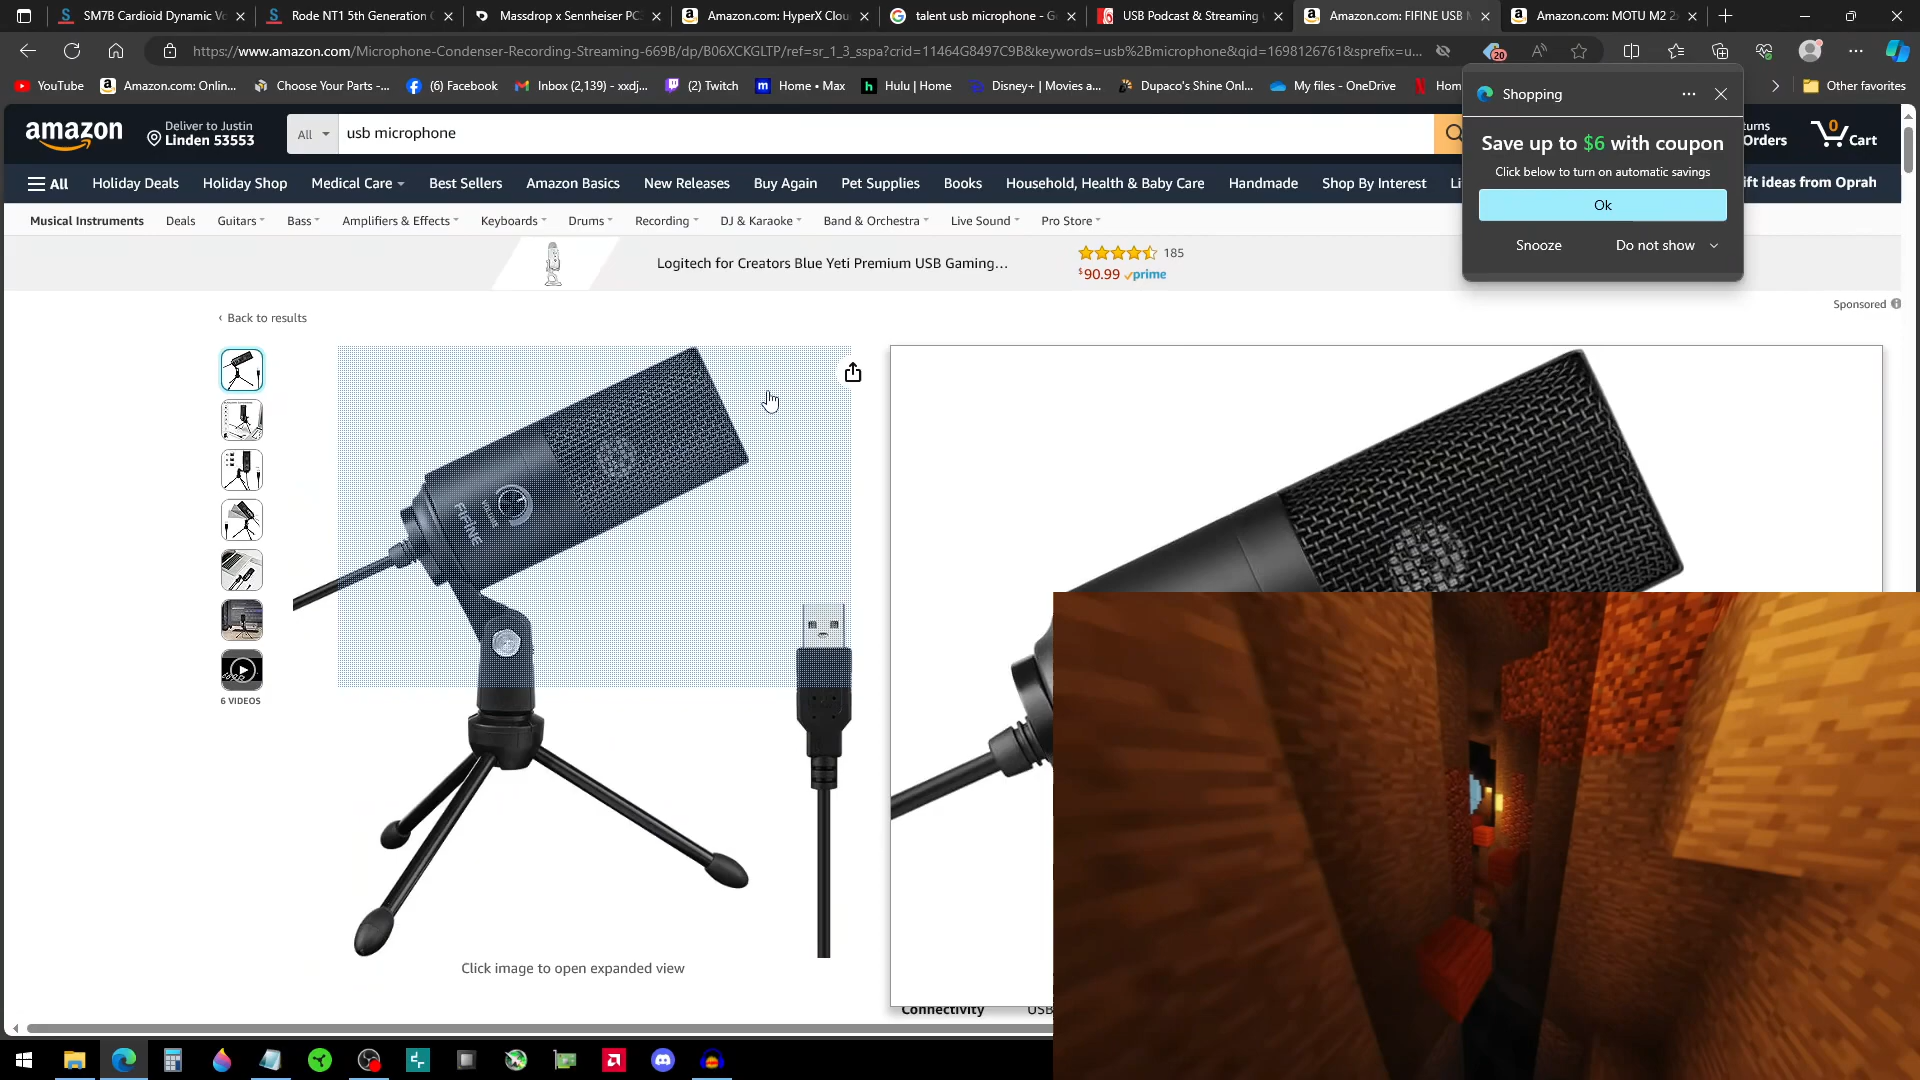 SM7B Cardioid Dynamic Vo
Rode NT1 5th Generation
Massdrop x Sennheiser PC
Amazon.com: HyperX Clou
talent usb microphone - G
USB Podcast & Streaming
Amazon.com: FIFINE USB M
Amazon.com: MOTU M2 2
https://www.amazon.com/Microphone-Condenser-Recording-Streaming-669B/dp/B06XCKGLTP/ref=sr_1_3_sspa?crid=11464G8497C9B&keywords=usb%2Bmicrophone&qid=1698126761&sprefix=u...
20
YouTube
Amazon.com: Onlin...
Choose Your Parts -...
(6) Facebook
Inbox (2,139) - xxdj...
(2) Twitch
Home • Max
Hulu | Home
Disney+ | Movies a...
Dupaco's Shine Onl...
My files - OneDrive
Hom
Other favorites
Shopping
Save up to $6 with coupon
Click below to turn on automatic savings
Ok
Snooze
Do not show
amazon
Deliver to Justin
Linden 53553
All
usb microphone
turns
Orders
0
Cart
All
Holiday Deals
Holiday Shop
Medical Care
Best Sellers
Amazon Basics
New Releases
Buy Again
Pet Supplies
Books
Household, Health & Baby Care
Handmade
Shop By Interest
Li
ift ideas from Oprah
Musical Instruments
Deals
Guitars
Bass
Amplifiers & Effects
Keyboards
Drums
Recording
DJ & Karaoke
Band & Orchestra
Live Sound
Pro Store
Logitech for Creators Blue Yeti Premium USB Gaming...
185
$90.99 prime
Sponsored
‹ Back to results
VOLUME
FIFINE
6 VIDEOS
Click image to open expanded view
Connectivity
USB